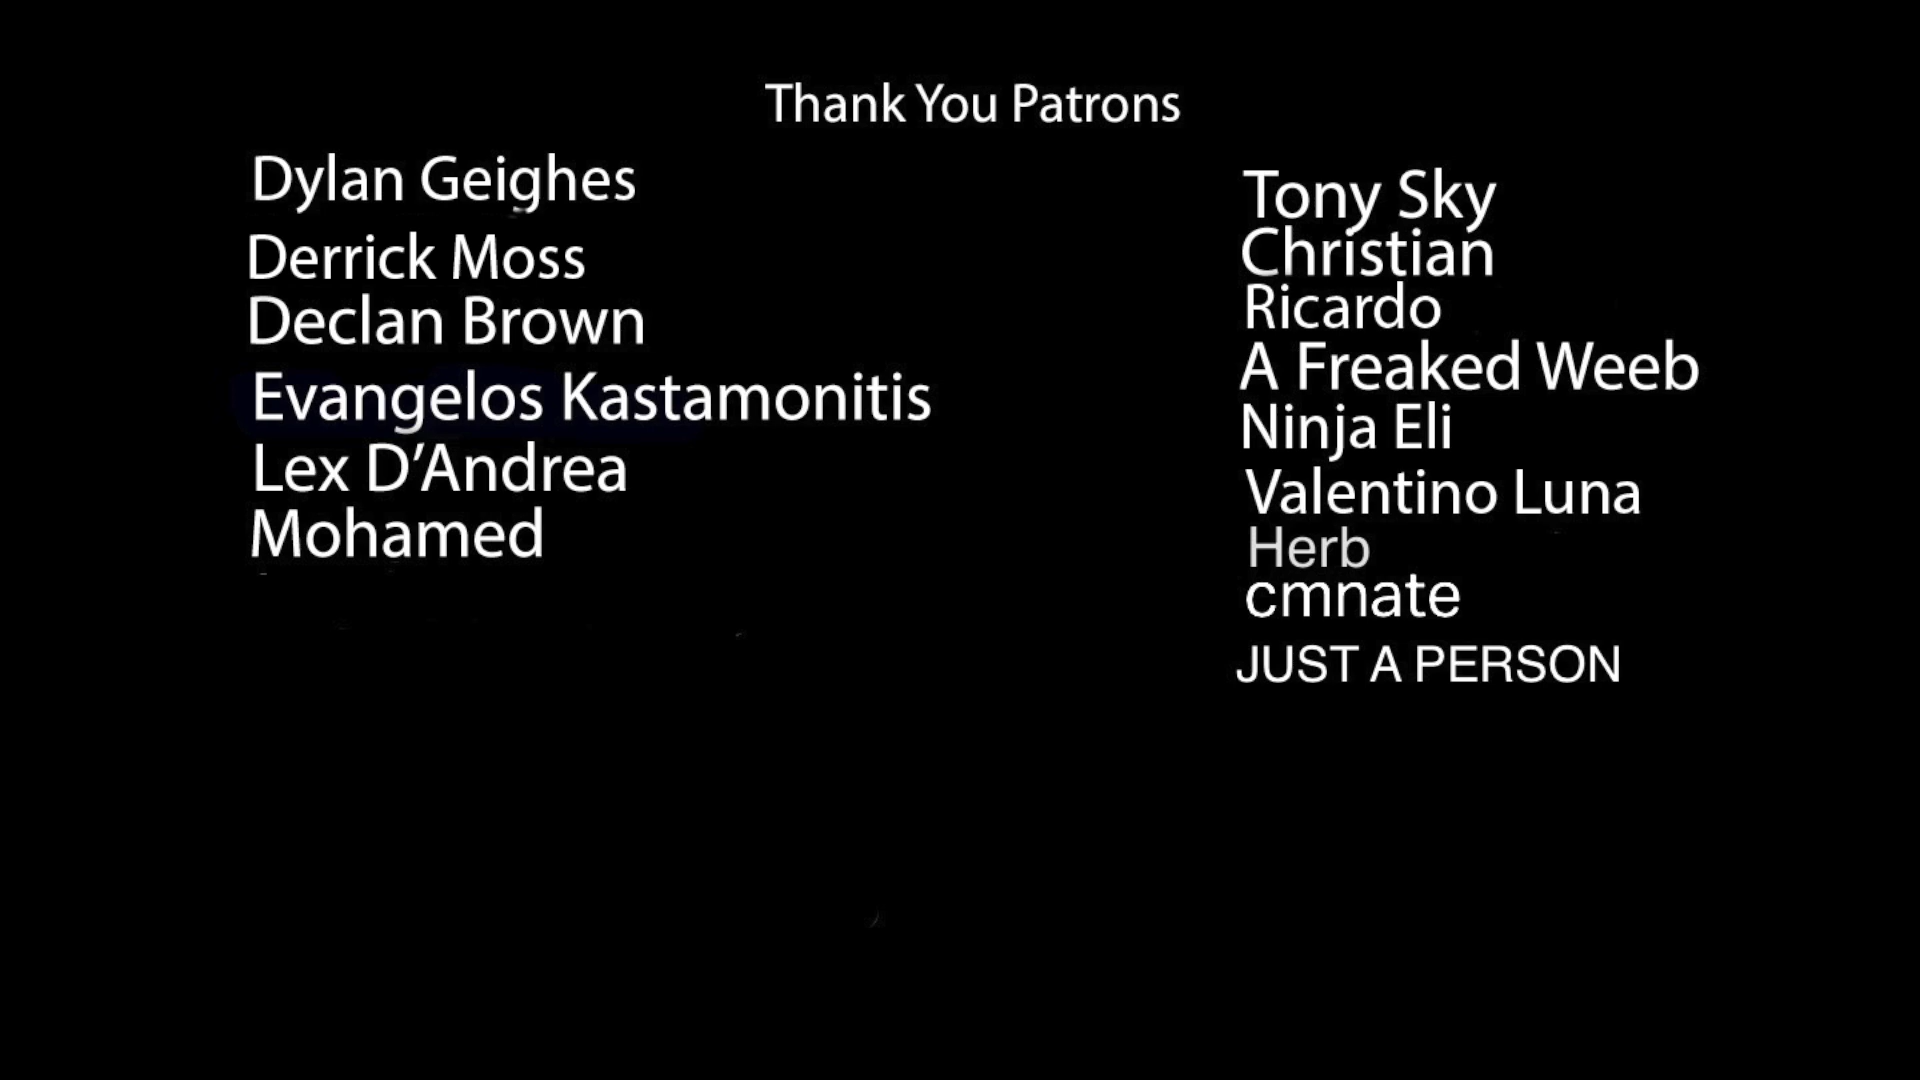 Thank You Patrons
Dylan Geighes
Derrick Moss
Declan Brown
Evangelos Kastamonitis
Lex D’Andrea
Mohamed
Tony Sky
Christian
Ricardo
A Freaked Weeb
Ninja Eli
Valentino Luna
Herb
cmnate
JUST A PERSON